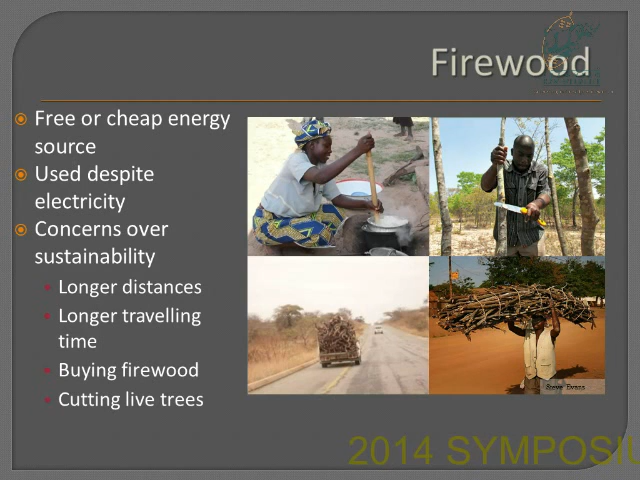 Firewood
Free or cheap energy
source
Used despite
electricity
Concerns over
sustainability
Longer distances
Longer travelling
time
Buying firewood
Cutting live trees
Steve Evans
2014 SYMPOSIU